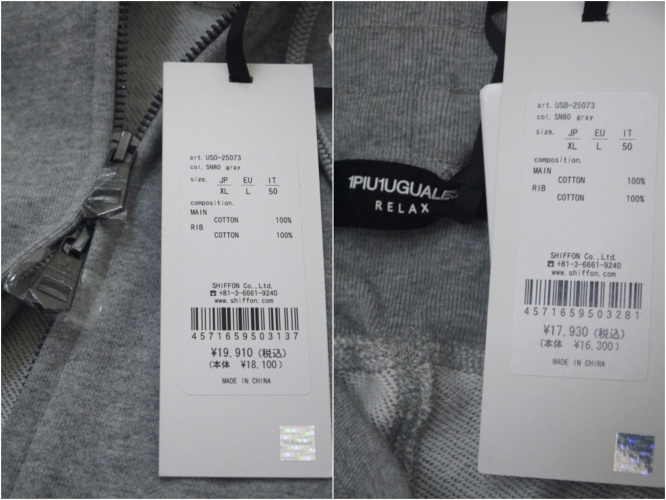 art. USO-25073
col. SN80 gray
size. JP EU IT
XL L 50
composition.
MAIN
COTTON 100%
RIB
COTTON 100%
SHIFFON Co., Ltd.
☎ +81-3-6661-9240
www.shiffon.com
4571659503137
¥19,910 (税込)
(本体 ¥18,100)
MADE IN CHINA
1PIU1UGUALE3
RELAX
art. USB-25073
col. SN80 gray
size. JP EU IT
XL L 50
composition.
MAIN
COTTON 100%
RIB
COTTON 100%
SHIFFON Co., Ltd.
☎ +81-3-6661-9240
www.shiffon.com
4571659503281
¥17,930 (税込)
(本体 ¥16,300)
MADE IN CHINA